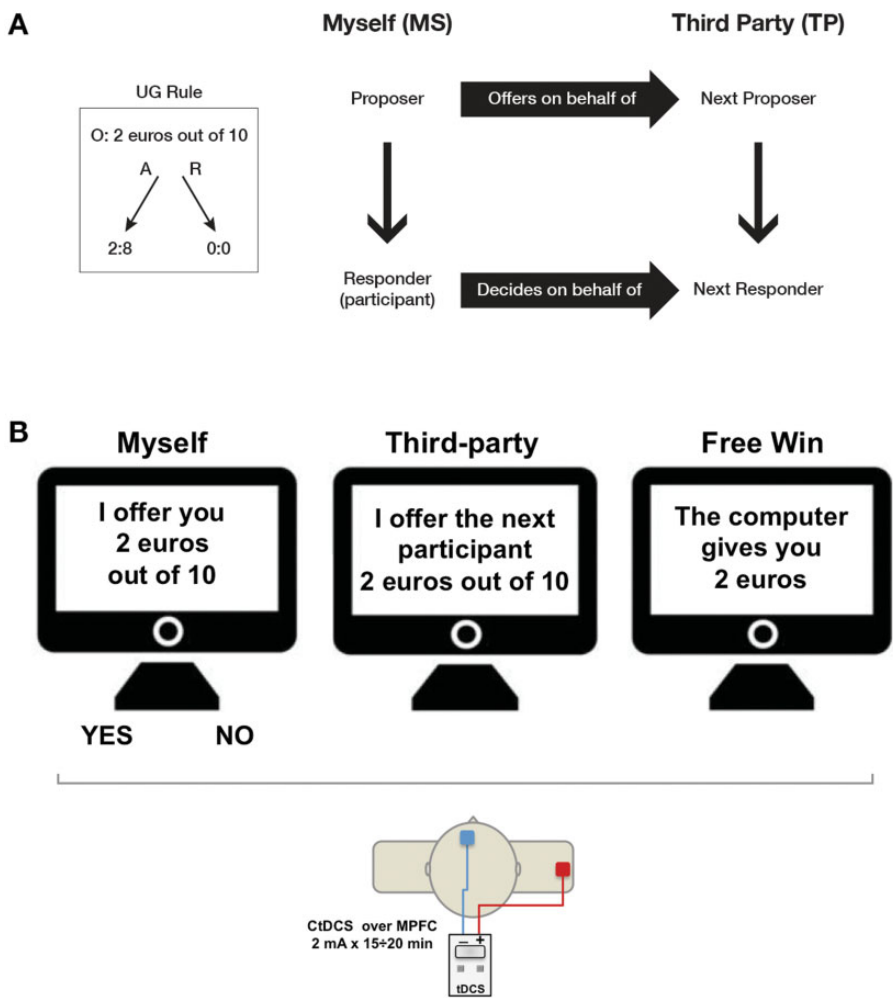 A
Myself (MS)
Third Party (TP)
UG Rule
O: 2 euros out of 10
A R
2:8 0:0
Proposer
Offers on behalf of
Next Proposer
Responder
(participant)
Decides on behalf of
Next Responder
B
Myself
I offer you
2 euros
out of 10
YES NO
Third-party
I offer the next
participant
2 euros out of 10
Free Win
The computer
gives you
2 euros
CtDCS over MPFC
2 mA x 15÷20 min
– +
tDCS